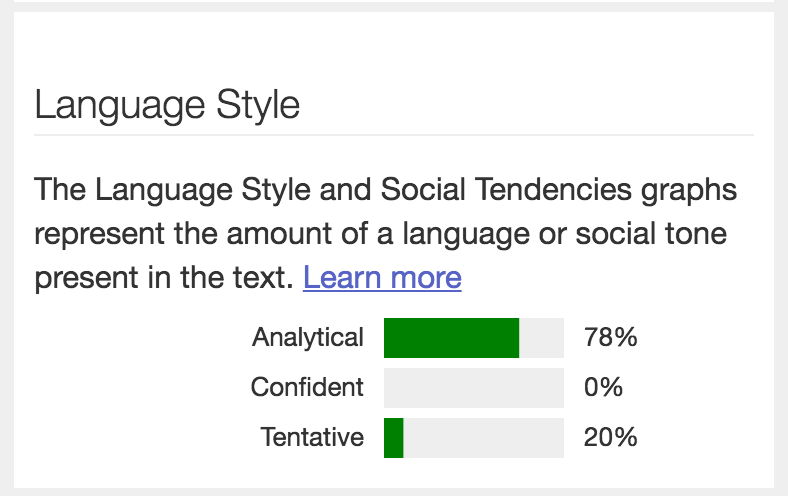 Language Style
The Language Style and Social Tendencies graphs
represent the amount of a language or social tone
present in the text. Learn more
Analytical 78%
Confident 0%
Tentative 20%